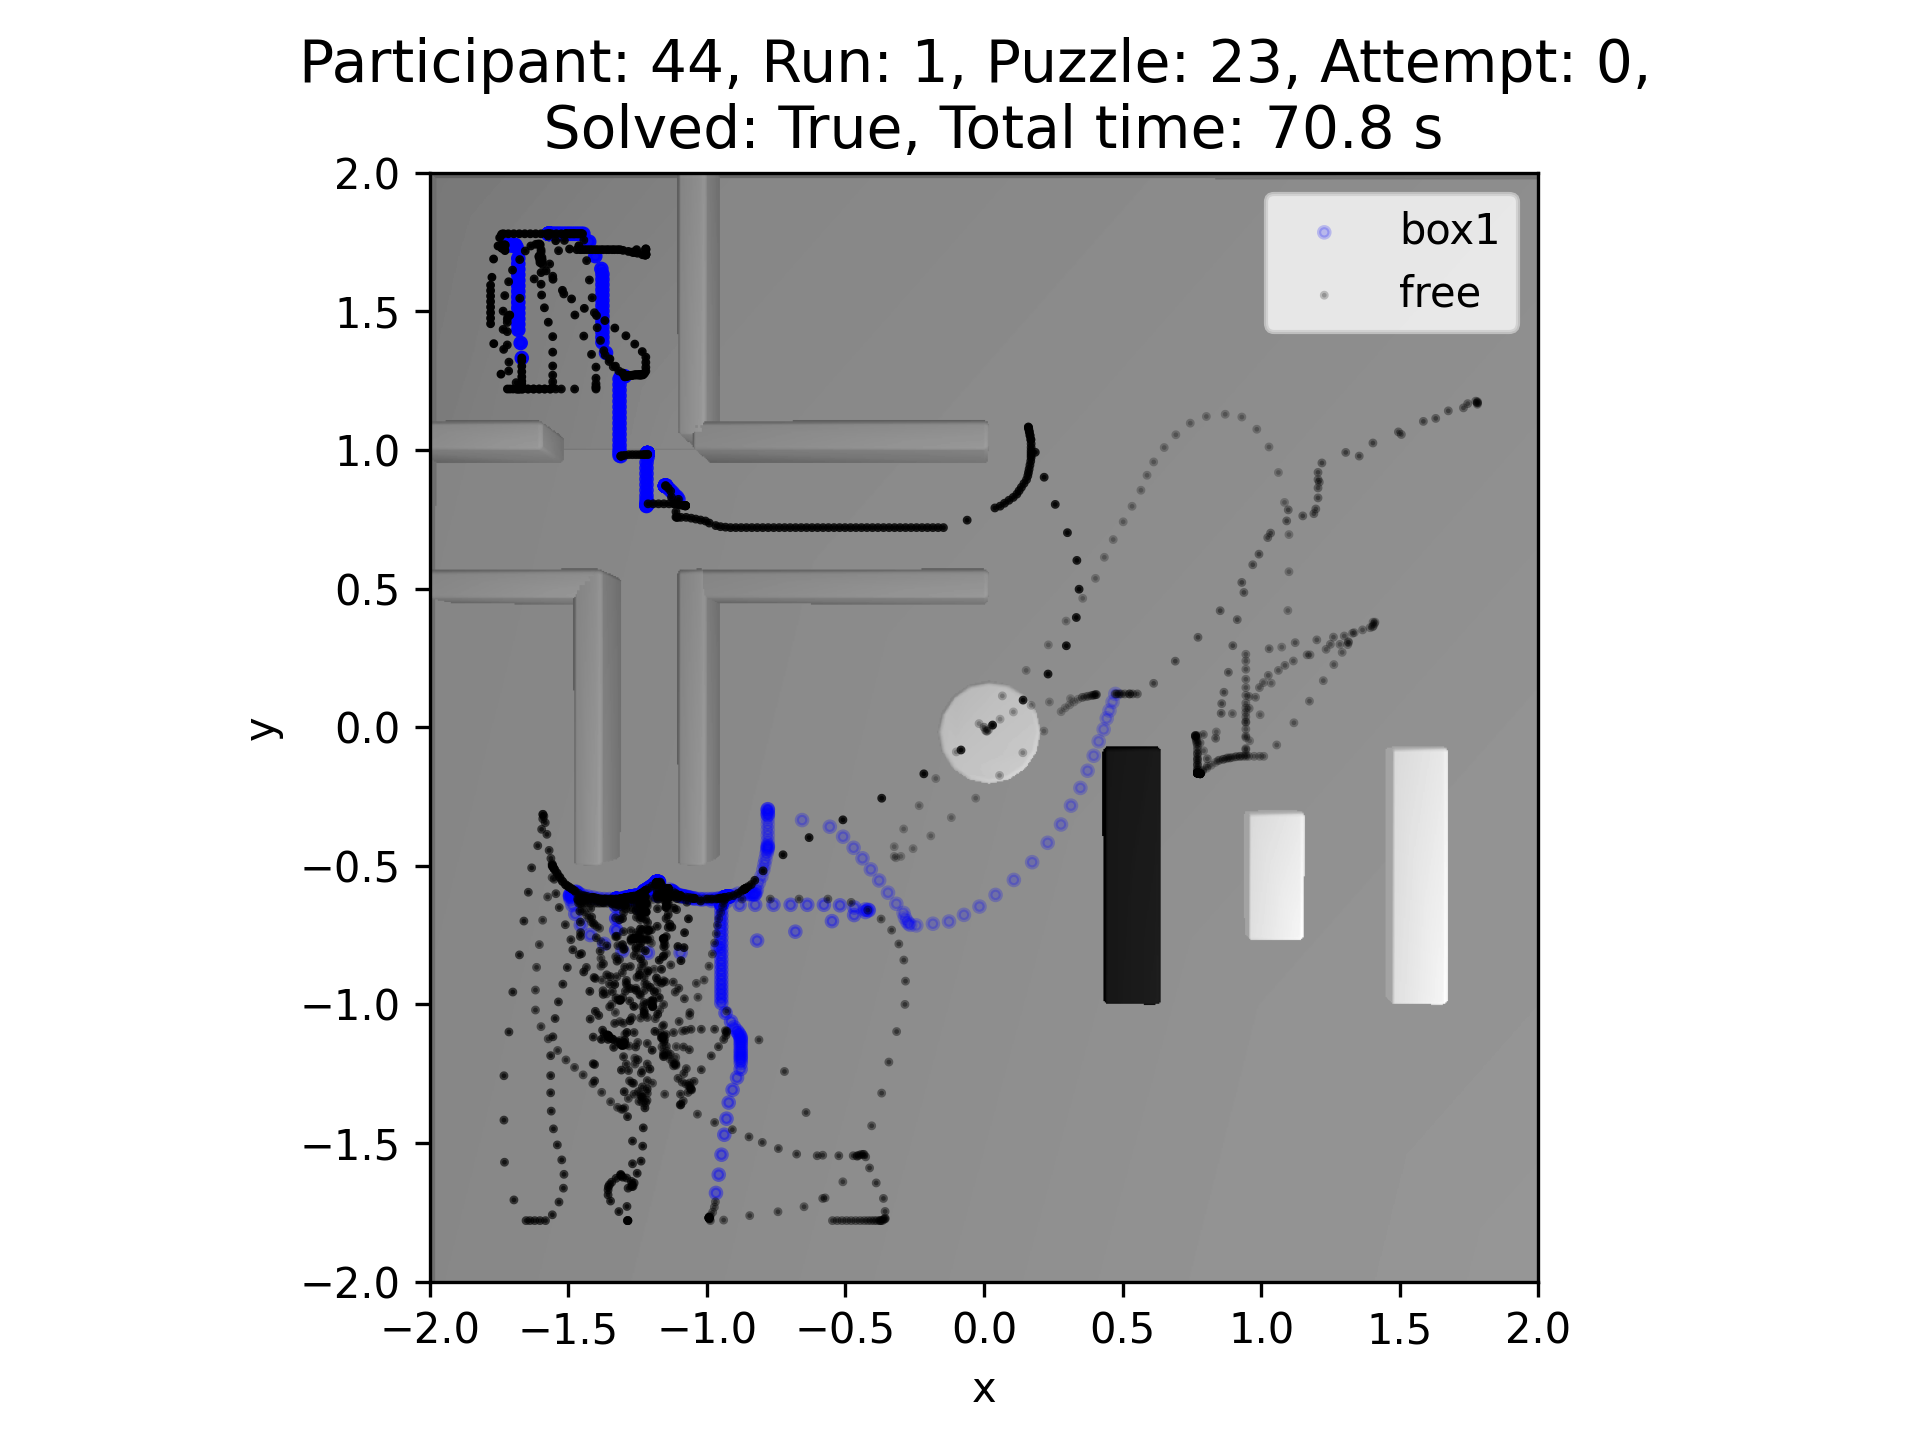 Participant: 44, Run: 1, Puzzle: 23, Attempt: 0,
Solved: True, Total time: 70.8 s
box1
free
2.0
1.5
1.0
0.5
0.0
−0.5
−1.0
−1.5
−2.0
y
−2.0 −1.5 −1.0 −0.5 0.0 0.5 1.0 1.5 2.0
x